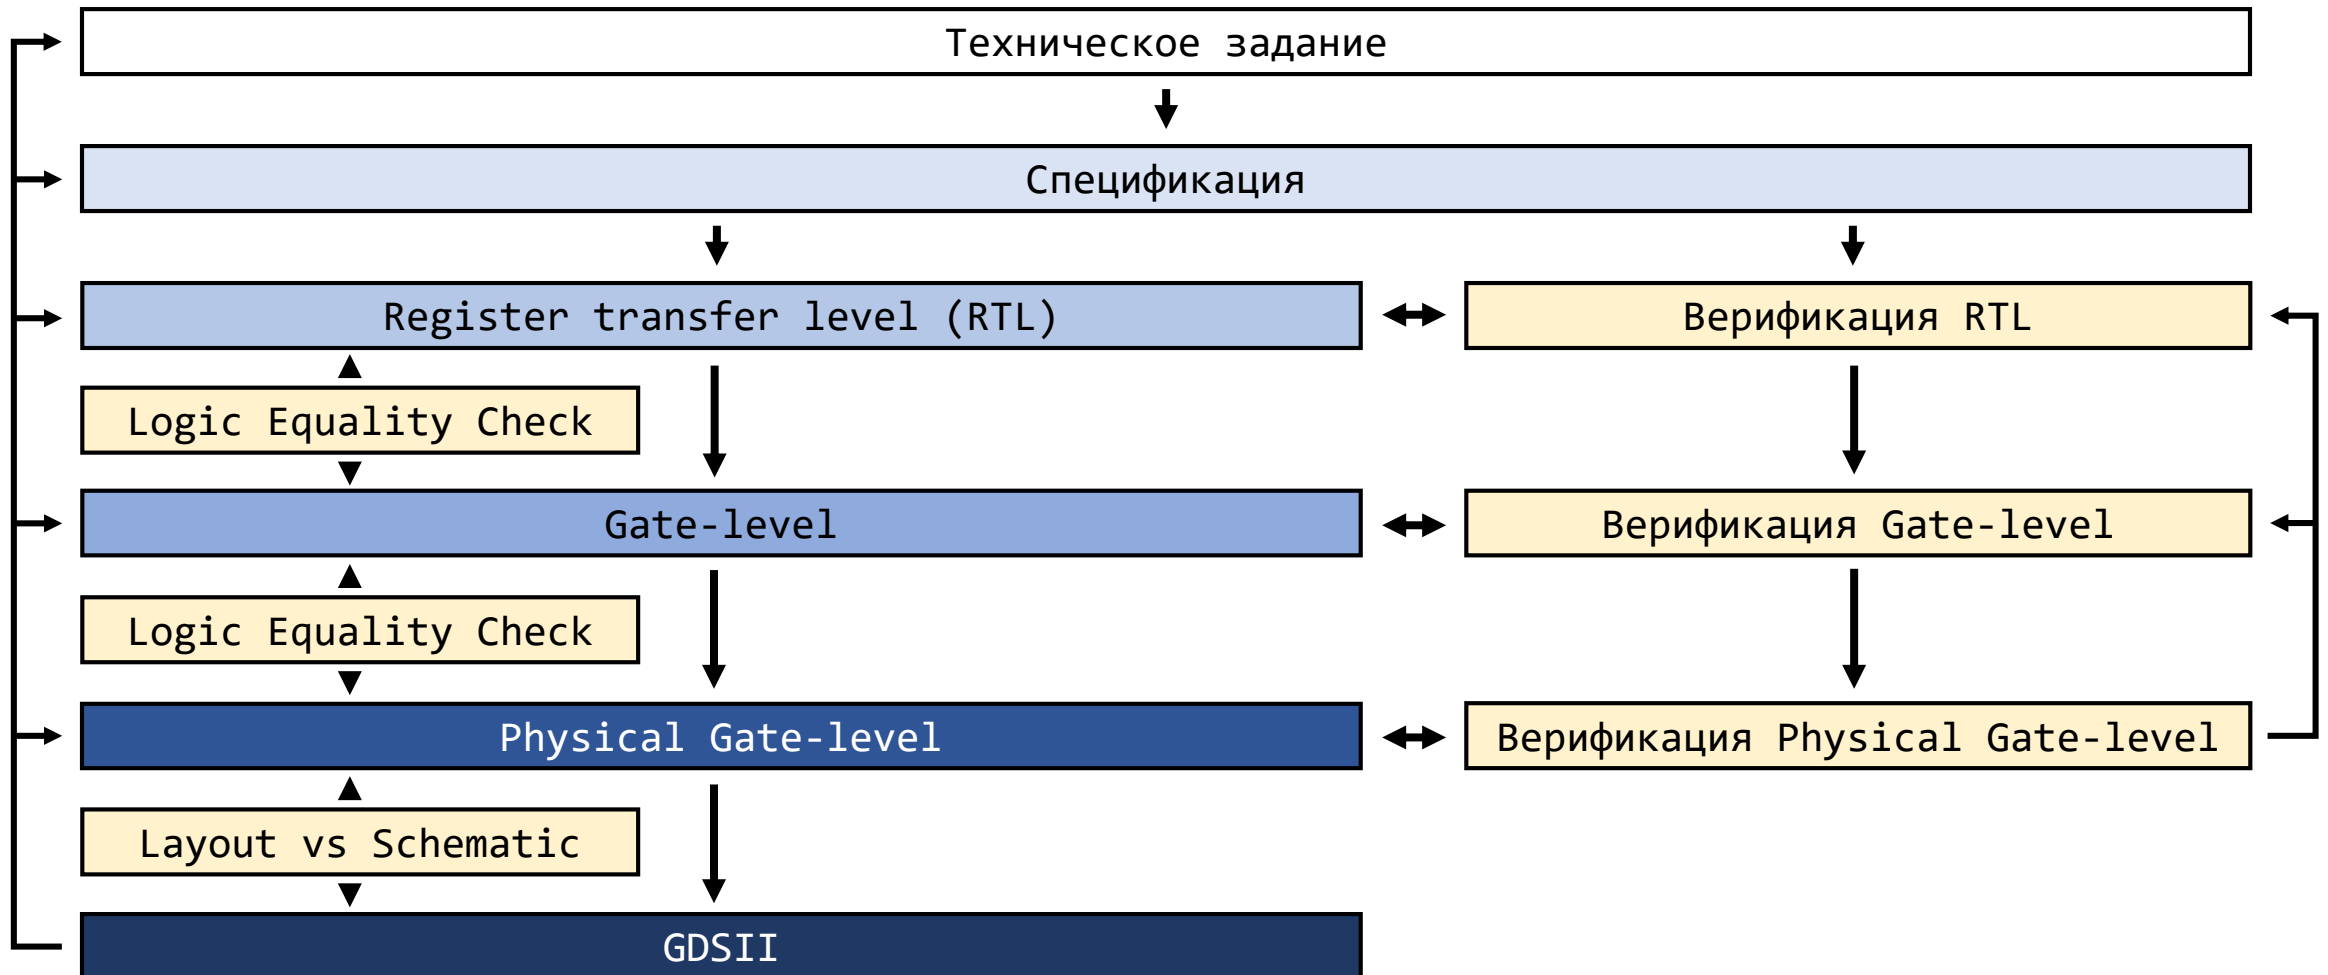 Техническое задание
Спецификация
Register transfer level (RTL)
Верификация RTL
Logic Equality Check
Gate-level
Верификация Gate-level
Logic Equality Check
Physical Gate-level
Верификация Physical Gate-level
Layout vs Schematic
GDSII